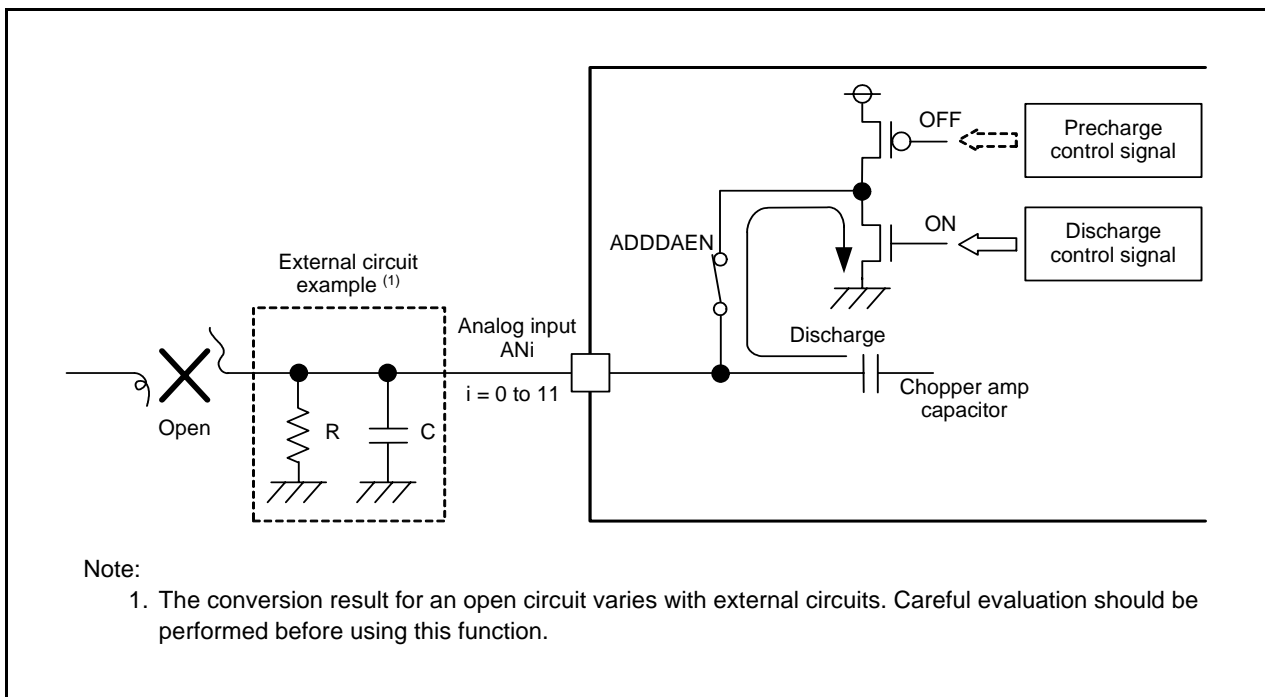 OFF
Precharge
control signal
ON
Discharge
control signal
ADDDAEN
External circuit
example (1)
Analog input
ANi
i = 0 to 11
Discharge
Chopper amp
capacitor
Open
R
C
Note:
1. The conversion result for an open circuit varies with external circuits. Careful evaluation should be
performed before using this function.